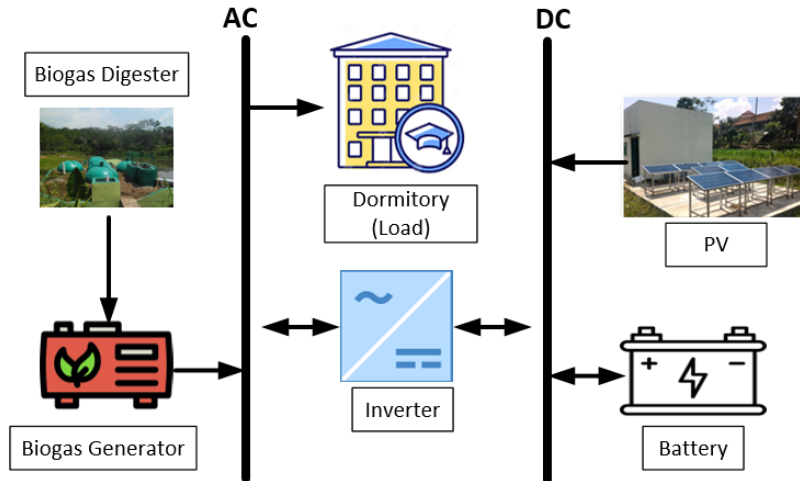 AC
DC
Biogas Digester
Dormitory
(Load)
PV
Inverter
Biogas Generator
Battery